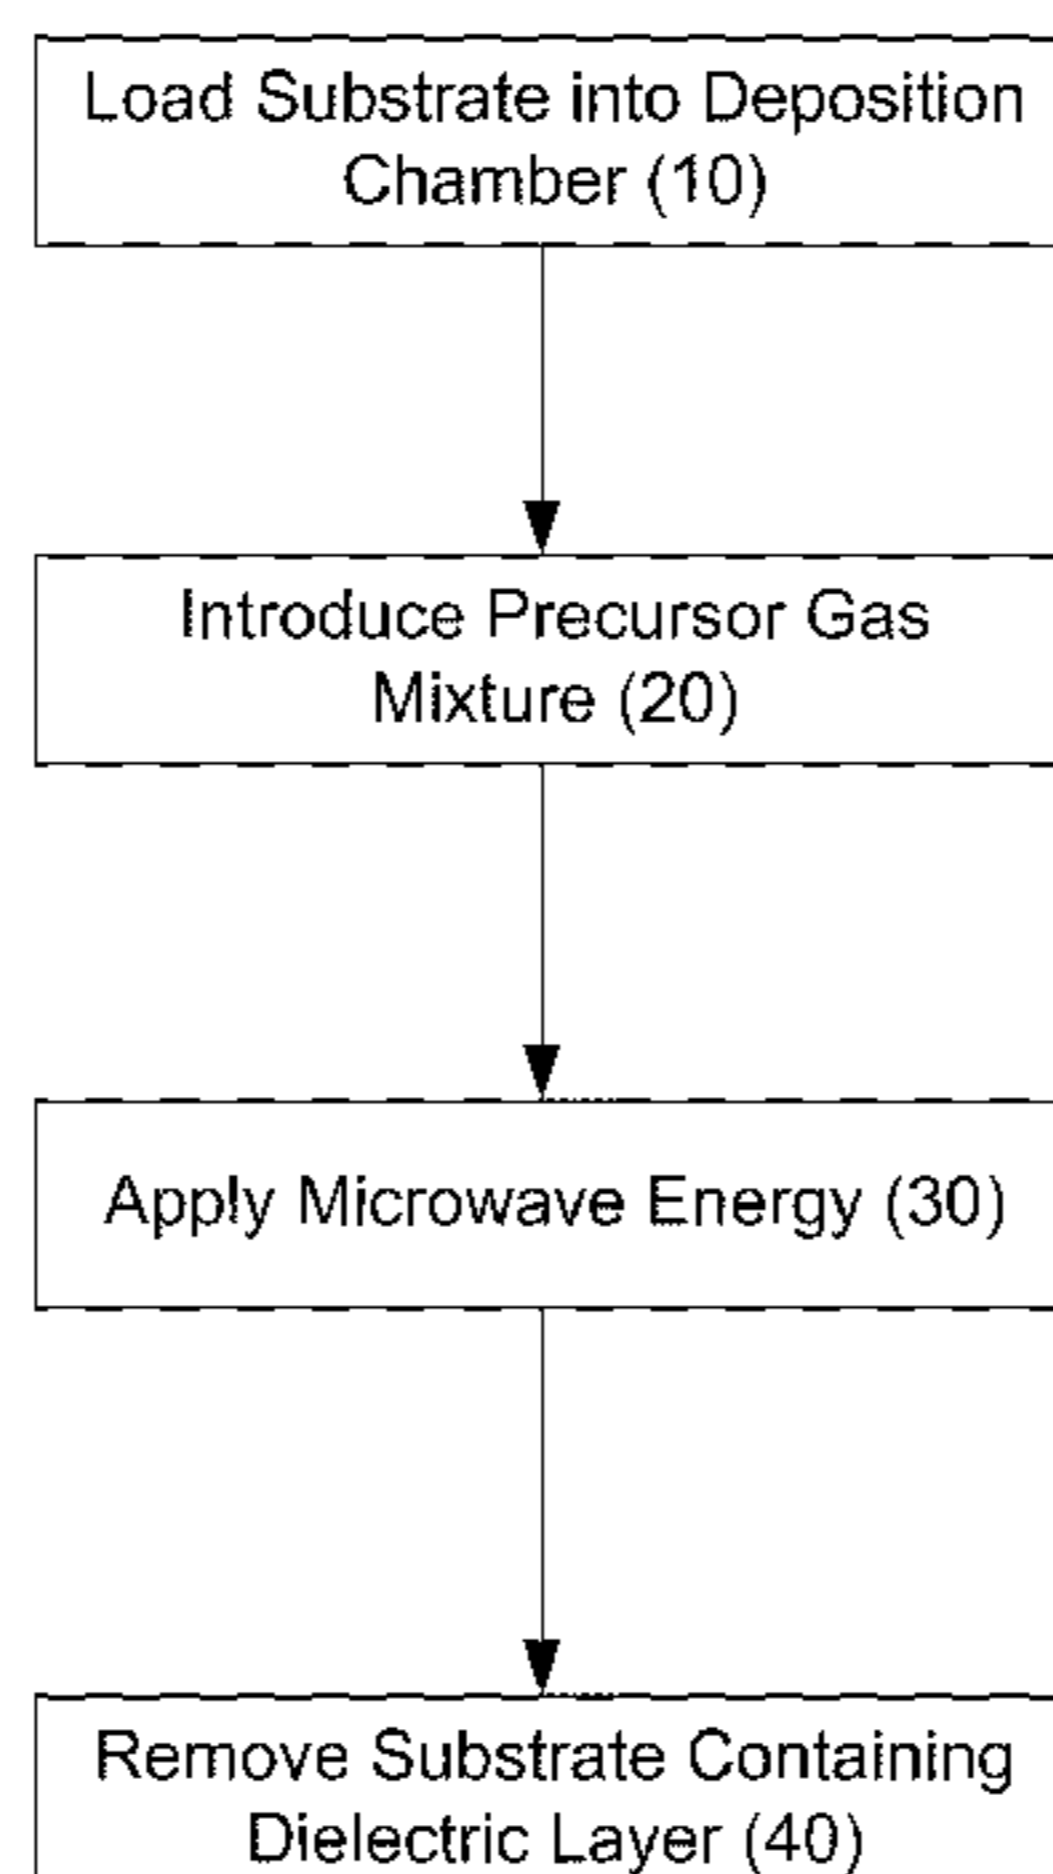 Load Substrate into Deposition
Chamber (10)
Introduce Precursor Gas
Mixture (20)
Apply Microwave Energy (30)
Remove Substrate Containing
Dielectric Layer (40)